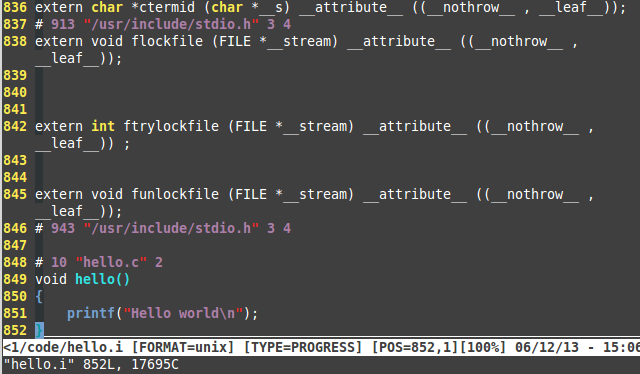 836 extern char *ctermid (char *__s) __attribute__ ((__nothrow__ , __leaf__));
837 # 913 "/usr/include/stdio.h" 3 4
838 extern void flockfile (FILE *__stream) __attribute__ ((__nothrow__ ,
__leaf__));
839
840
841
842 extern int ftrylockfile (FILE *__stream) __attribute__ ((__nothrow__ ,
__leaf__)) ;
843
844
845 extern void funlockfile (FILE *__stream) __attribute__ ((__nothrow__ ,
__leaf__));
846 # 943 "/usr/include/stdio.h" 3 4
847
848 # 10 "hello.c" 2
849 void hello()
850 {
851     printf("Hello world\n");
852 }
<1/code/hello.i [FORMAT=unix] [TYPE=PROGRESS] [POS=852,1][100%] 06/12/13 - 15:06
"hello.i" 852L, 17695C